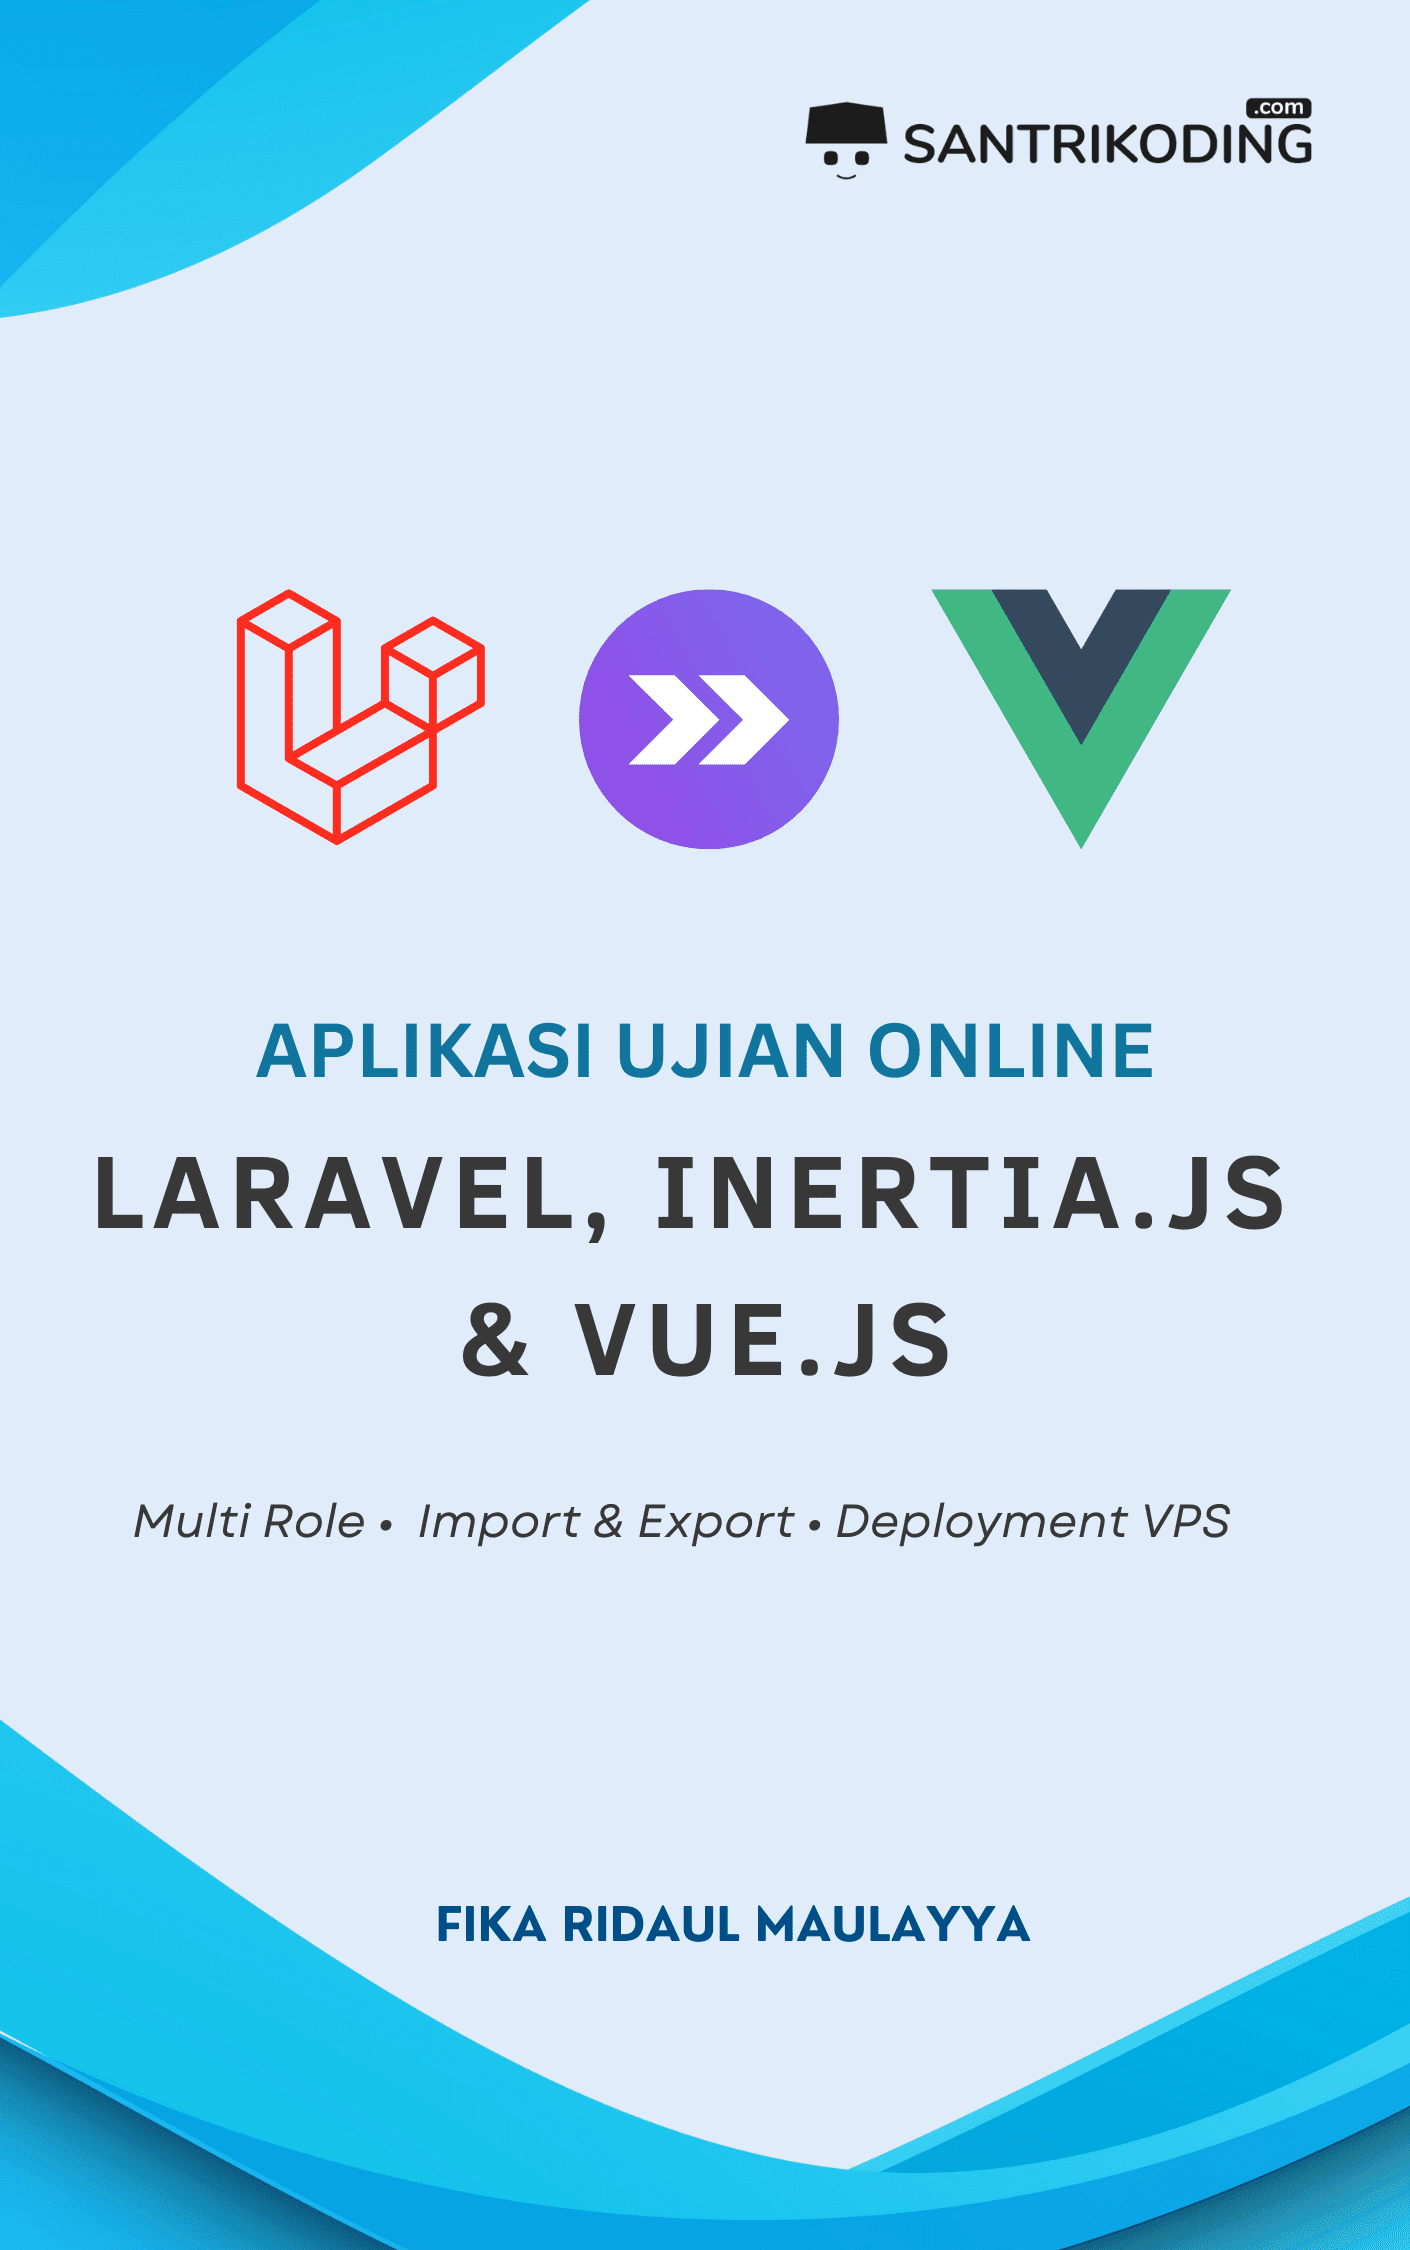 .com
SANTRIKODING
APLIKASI UJIAN ONLINE
LARAVEL, INERTIA.JS
& VUE.JS
Multi Role • Import & Export • Deployment VPS
FIKA RIDAUL MAULAYYA